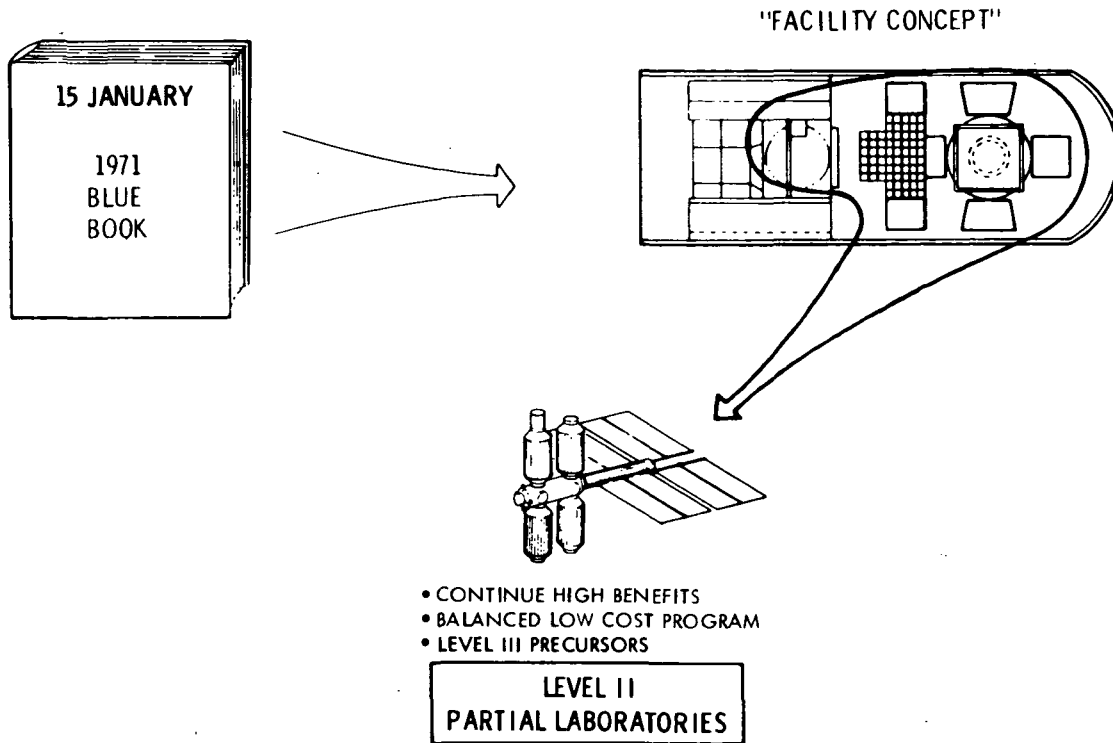 "FACILITY CONCEPT"
15 JANUARY
1971
BLUE
BOOK
• CONTINUE HIGH BENEFITS
• BALANCED LOW COST PROGRAM
• LEVEL III PRECURSORS
LEVEL II
PARTIAL LABORATORIES